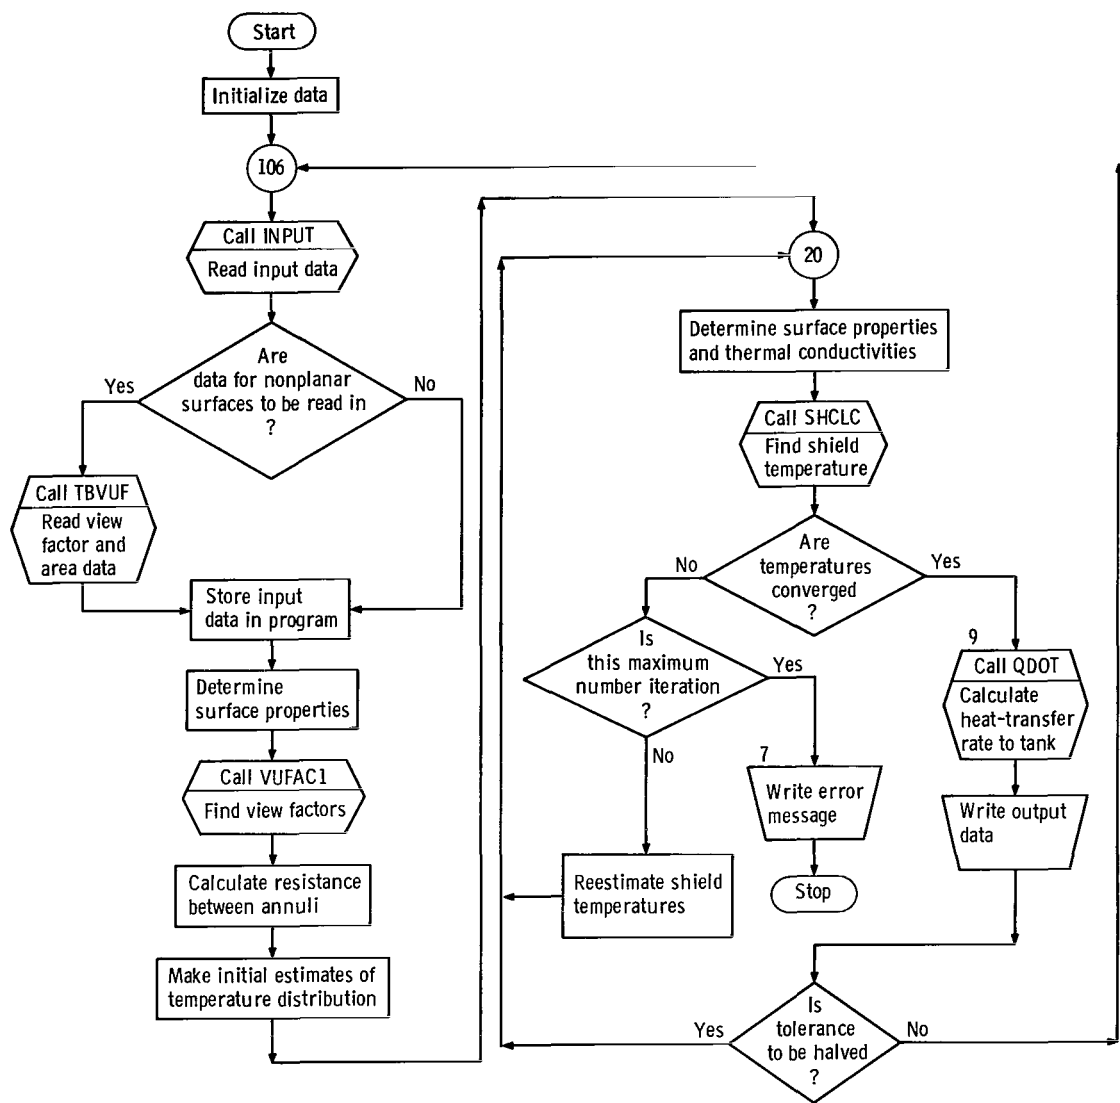 Start
Initialize data
106
Call INPUT
Read input data
Are
data for nonplanar
surfaces to be read in
?
Yes
No
Call TBVUF
Read view
factor and
area data
Store input
data in program
Determine
surface properties
Call VUFAC1
Find view factors
Calculate resistance
between annuli
Make initial estimates of
temperature distribution
20
Determine surface properties
and thermal conductivities
Call SHCLC
Find shield
temperature
Are
temperatures
converged
?
No
Yes
Is
this maximum
number iteration
?
Yes
No
Reestimate shield
temperatures
7
Write error
message
Stop
9
Call QDOT
Calculate
heat-transfer
rate to tank
Write output
data
Is
tolerance
to be halved
?
Yes
No